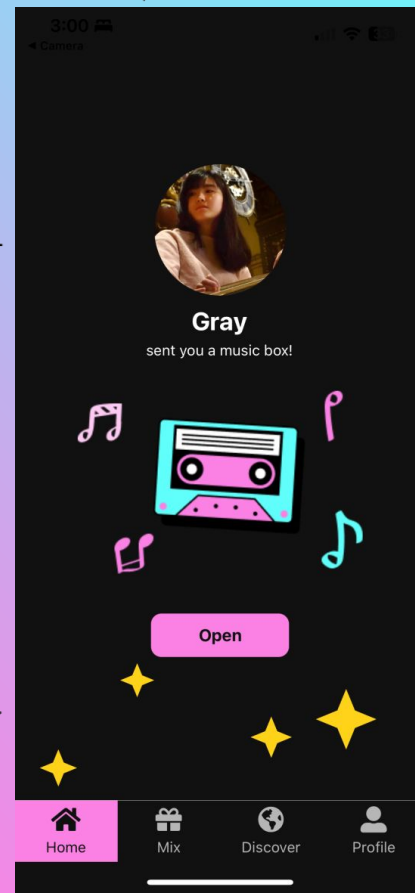 3:00
◀ Camera
Gray
sent you a music box!
Open
Home Mix Discover Profile